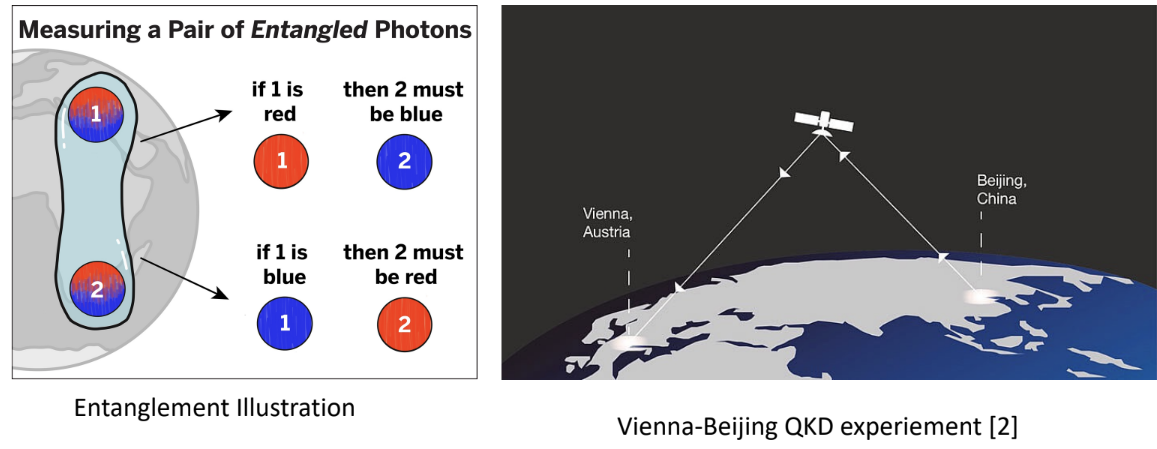 Measuring a Pair of Entangled Photons
if 1 is
red
then 2 must
be blue
1
1
2
2
if 1 is
blue
then 2 must
be red
1
2
Entanglement Illustration
Vienna,
Austria
Beijing,
China
Vienna-Beijing QKD experiement [2]